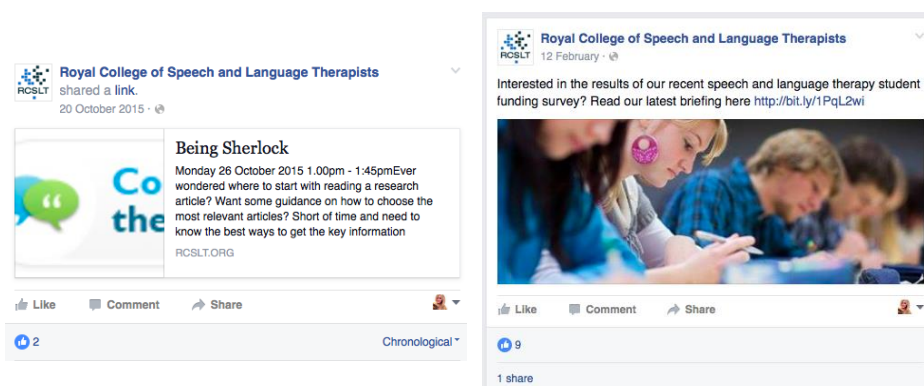 RCSLT
Royal College of Speech and Language Therapists
shared a link.
20 October 2015 ·
Co
the
Being Sherlock
Monday 26 October 2015 1.00pm - 1:45pmEver
wondered where to start with reading a research
article? Want some guidance on how to choose the
most relevant articles? Short of time and need to
know the best ways to get the key information
RCSLT.ORG
Like Comment Share
2 Chronological
RCSLT
Royal College of Speech and Language Therapists
12 February ·
Interested in the results of our recent speech and language therapy student
funding survey? Read our latest briefing here http://bit.ly/1PqL2wi
Like Comment Share
9
1 share